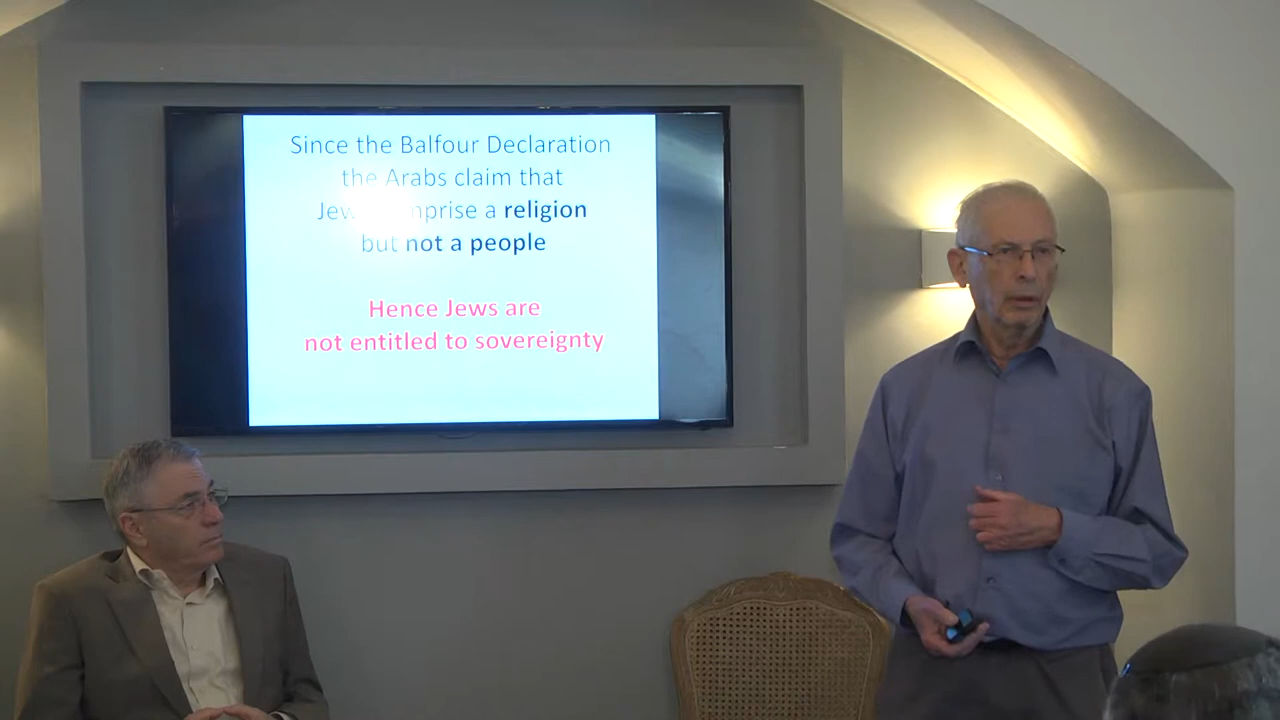 Since the Balfour Declaration
the Arabs claim that
comprise a religion
but not a people
Hence Jews are
not entitled to sovereignty